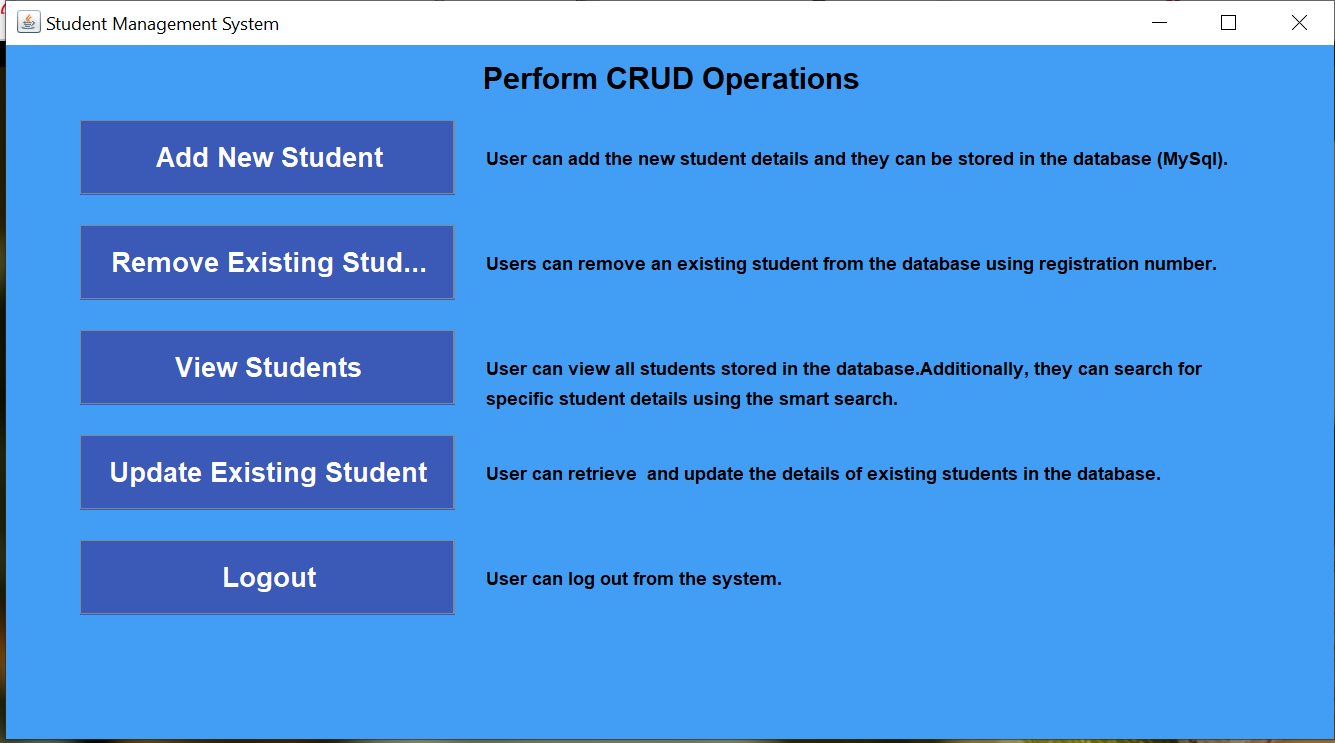 Student Management System
Perform CRUD Operations
Add New Student
User can add the new student details and they can be stored in the database (MySql).
Remove Existing Stud...
Users can remove an existing student from the database using registration number.
View Students
User can view all students stored in the database.Additionally, they can search for
specific student details using the smart search.
Update Existing Student
User can retrieve  and update the details of existing students in the database.
Logout
User can log out from the system.